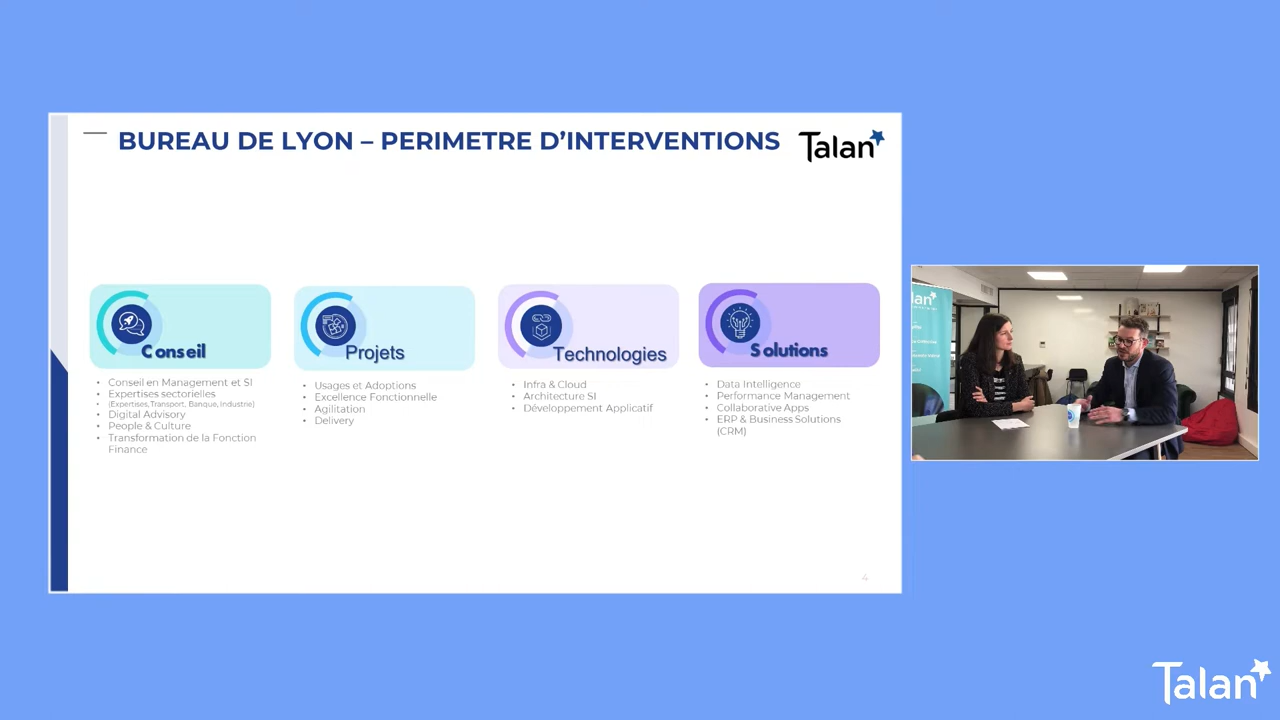 BUREAU DE LYON – PERIMETRE D’INTERVENTIONS
Talan
Conseil
Projets
Technologies
Solutions
• Conseil en Management et SI
• Expertises sectorielles
• (Expertises, Transport, Banque, Industrie)
• Digital Advisory
• People & Culture
• Transformation de la Fonction
Finance
• Usages et Adoptions
• Excellence Fonctionnelle
• Agilitation
• Delivery
• Infra & Cloud
• Architecture SI
• Développement Applicatif
• Data Intelligence
• Performance Management
• Collaborative Apps
• ERP & Business Solutions
(CRM)
4
lan
Talan